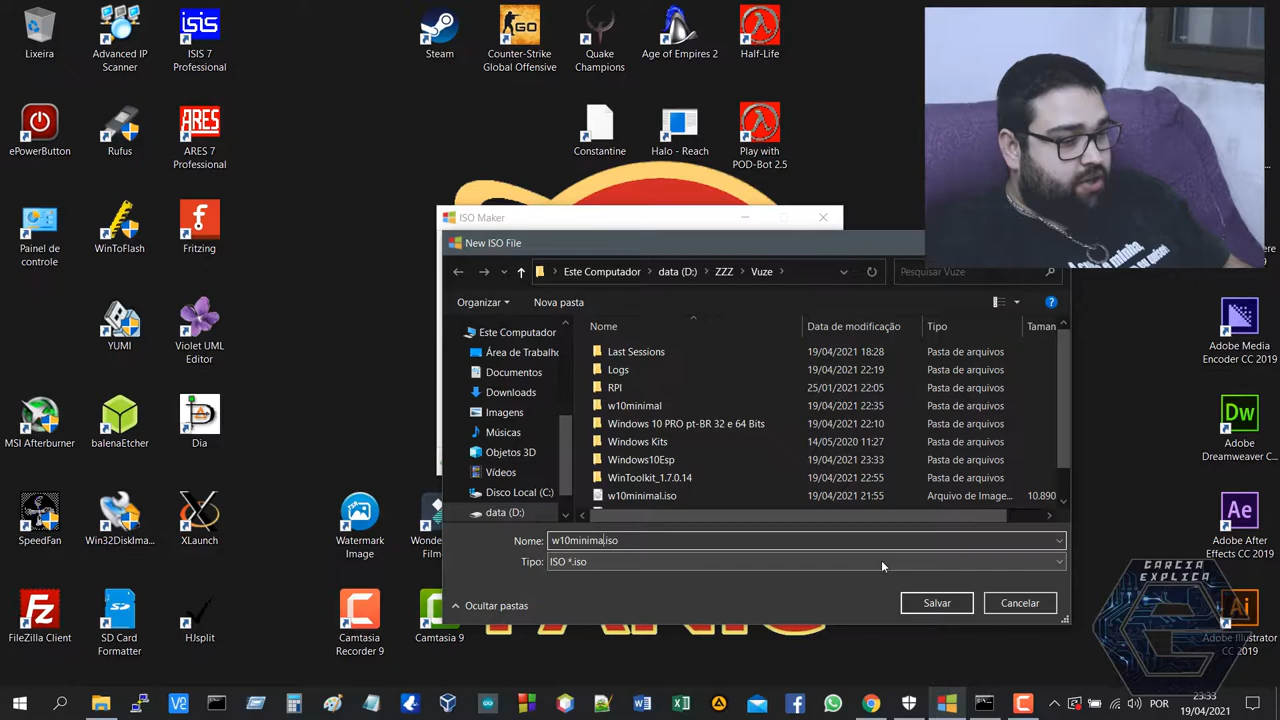 Lixeira
Advanced IP
Scanner
ISIS 7
Professional
Steam
Counter-Strike
Global Offensive
Quake
Champions
Age of Empires 2
Half-Life
ePowerButton
Rufus
ARES 7
Professional
Constantine
Halo - Reach
Play with
POD-Bot 2.5
Painel de
controle
WinToFlash
Fritzing
YUMI
Violet UML
Editor
MSI Afterburner
balenaEtcher
Dia
SpeedFan
Win32DiskIma...
XLaunch
Watermark
Image
FileZilla Client
SD Card
Formatter
HJsplit
Camtasia
Recorder 9
Camtasia 9
ISO Maker
New ISO File
Este Computador
data (D:)
ZZZ
Vuze
Pesquisar Vuze
Organizar
Nova pasta
Este Computador
Área de Trabalh
Documentos
Downloads
Imagens
Músicas
Objetos 3D
Vídeos
Disco Local (C:)
data (D:)
Nome Data de modificação Tipo Taman
Last Sessions 19/04/2021 18:28 Pasta de arquivos
Logs 19/04/2021 22:19 Pasta de arquivos
RPI 25/01/2021 22:05 Pasta de arquivos
w10minimal 19/04/2021 22:35 Pasta de arquivos
Windows 10 PRO pt-BR 32 e 64 Bits 19/04/2021 22:10 Pasta de arquivos
Windows Kits 14/05/2020 11:27 Pasta de arquivos
Windows10Esp 19/04/2021 23:33 Pasta de arquivos
WinToolkit_1.7.0.14 19/04/2021 22:55 Pasta de arquivos
w10minimal.iso 19/04/2021 21:55 Arquivo de Image... 10.890
Nome: w10minima.iso
Tipo: ISO *.iso
Ocultar pastas
Salvar
Cancelar
Adobe Media
Encoder CC 2019
Adobe
Dreamweaver C...
Adobe After
Effects CC 2019
Adobe Illustrator
CC 2019
GARCIA
EXPLICA
POR
23:33
19/04/2021